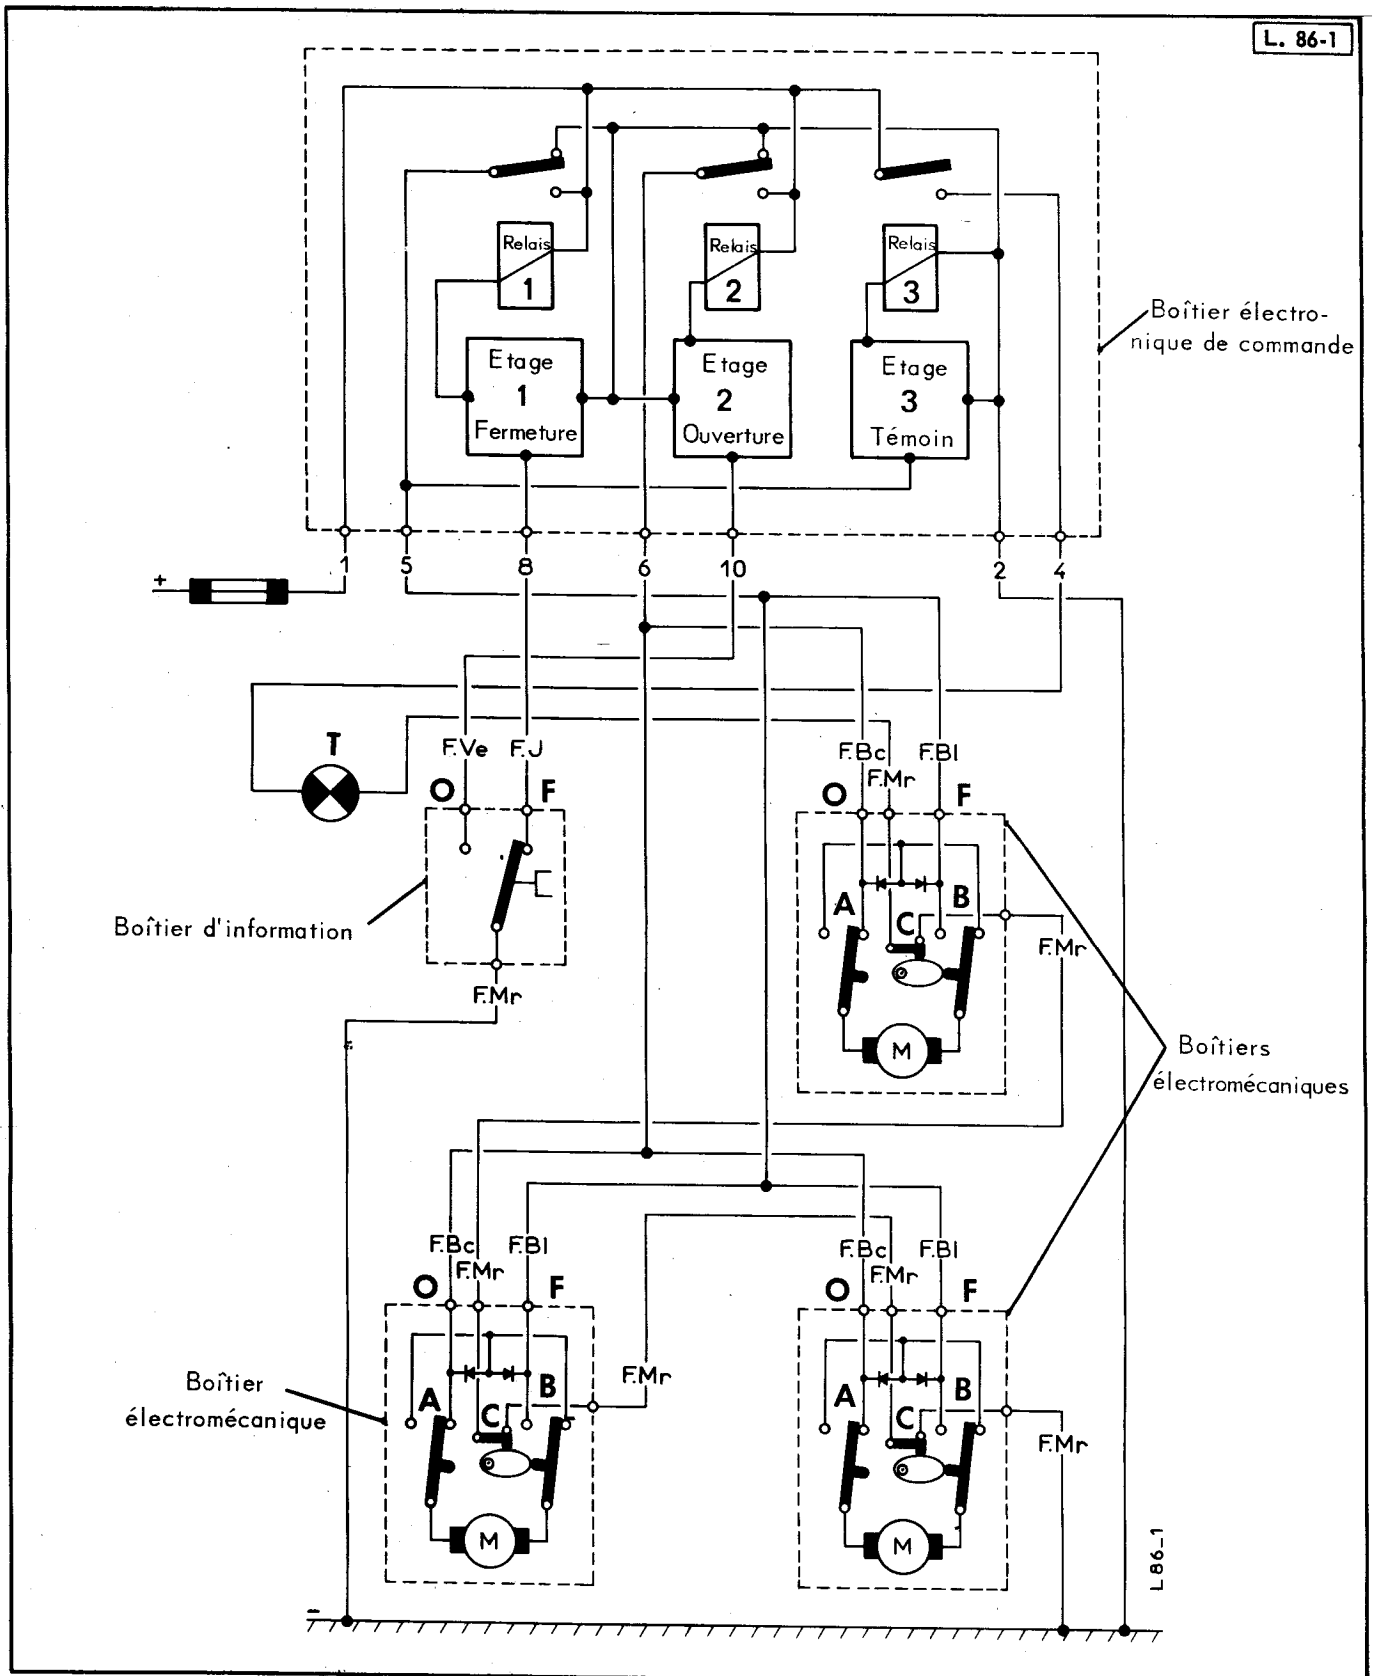 L. 86-1
Relais
1
Relais
2
Relais
3
Boîtier électro-
nique de commande
Etage
1
Fermeture
Etage
2
Ouverture
Etage
3
Témoin
+
1
5
8
6
10
2
4
T
F.Ve
F.J
O
F
F.Bc
F.Mr
F.Bl
O
F
A
B
C
M
F.Mr
Boîtier d'information
F.Mr
Boîtiers
électromécaniques
F.Bc
F.Mr
F.Bl
O
F
A
B
C
M
F.Mr
Boîtier
électromécanique
F.Bc
F.Mr
F.Bl
O
F
A
B
C
M
F.Mr
L86_1
-